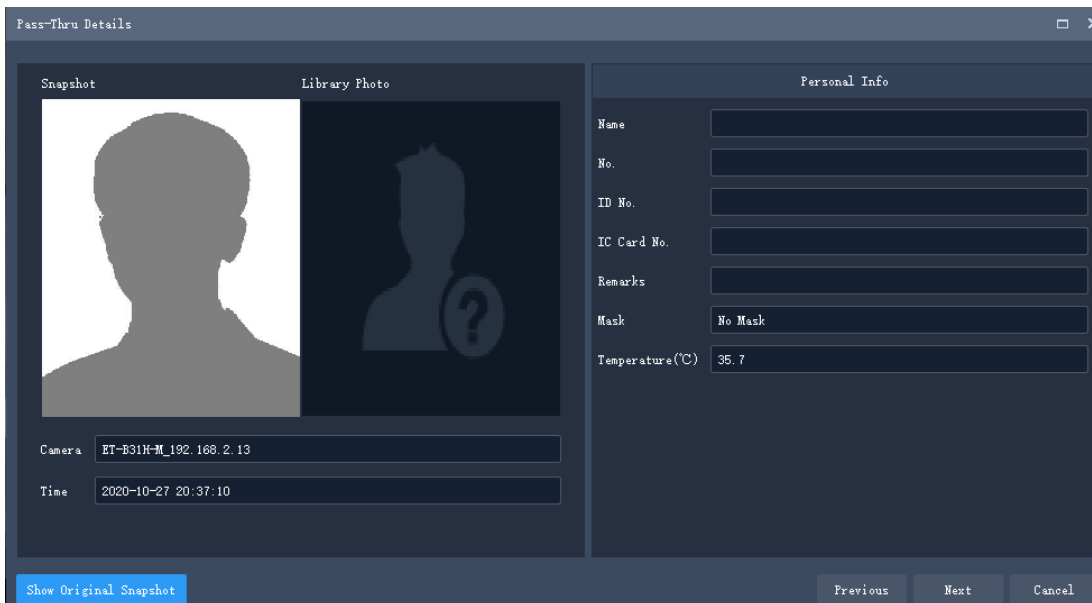 Pass-Thru Details
Snapshot
Library Photo
Camera
ET-B31H-M_192.168.2.13
Time
2020-10-27 20:37:10
Show Original Snapshot
Personal Info
Name
No.
ID No.
IC Card No.
Remarks
Mask
No Mask
Temperature(℃)
35.7
Previous
Next
Cancel